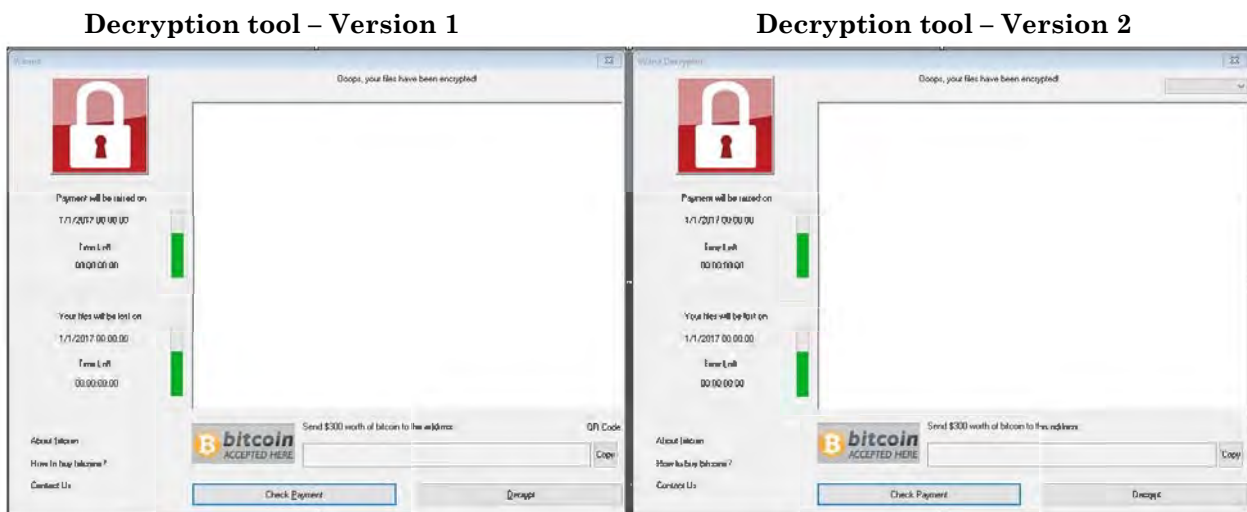 Decryption tool – Version 1
Ooops, your files have been encrypted!
Payment will be raised on
1/1/2017 00:00:00
Time Left
00:00:00:00
Your files will be lost on
1/1/2017 00:00:00
Time Left
00:00:00:00
About bitcoin
How to buy bitcoins?
Contact Us
bitcoin
ACCEPTED HERE
Send $300 worth of bitcoin to this address:
QR Code
Copy
Check Payment
Decrypt
Decryption tool – Version 2
Ooops, your files have been encrypted!
Payment will be raised on
1/1/2017 00:00:00
Time Left
00:00:00:00
Your files will be lost on
1/1/2017 00:00:00
Time Left
00:00:00:00
About bitcoin
How to buy bitcoins?
Contact Us
bitcoin
ACCEPTED HERE
Send $300 worth of bitcoin to this address:
Copy
Check Payment
Decrypt